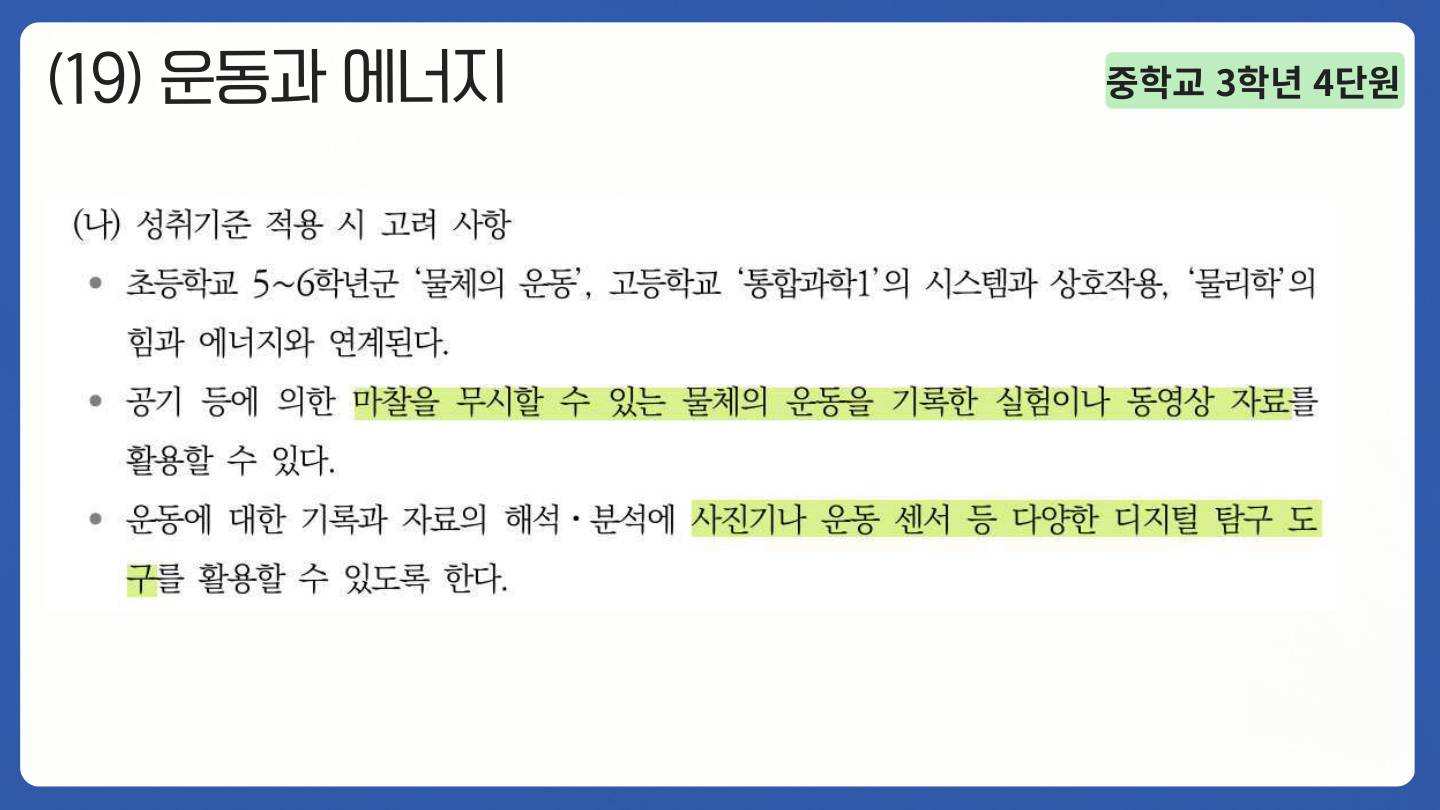 (19) 운동과 에너지
중학교 3학년 4단원
(나) 성취기준 적용 시 고려 사항
• 초등학교 5~6학년군 ‘물체의 운동’, 고등학교 ‘통합과학1’의 시스템과 상호작용, ‘물리학’의
힘과 에너지와 연계된다.
• 공기 등에 의한 마찰을 무시할 수 있는 물체의 운동을 기록한 실험이나 동영상 자료를
활용할 수 있다.
• 운동에 대한 기록과 자료의 해석・분석에 사진기나 운동 센서 등 다양한 디지털 탐구 도
구를 활용할 수 있도록 한다.